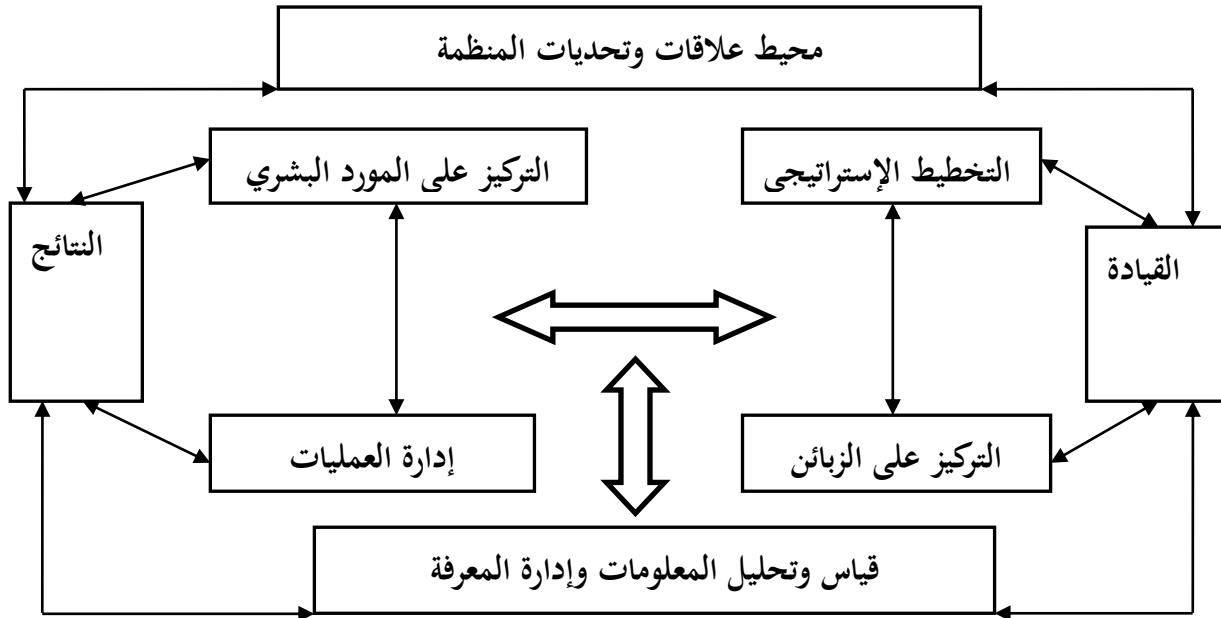 محيط علاقات وتحديات المنظمة
التخطيط الإستراتيجى
التركيز على المورد البشري
القيادة
النتائج
التركيز على الزبائن
إدارة العمليات
قياس وتحليل المعلومات وإدارة المعرفة